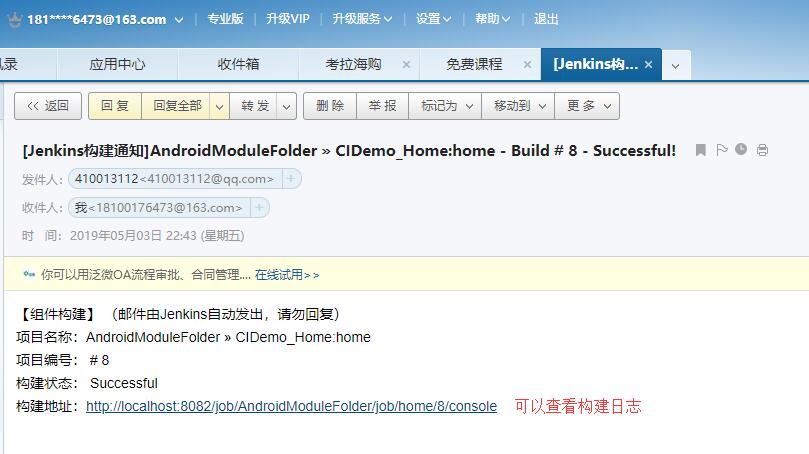 181****6473@163.com 专业版 升级VIP 升级服务 设置 帮助 退出
录 应用中心 收件箱 考拉海购 × 免费课程 × [Jenkins构... ×
<< 返回 回 复 回复全部 转 发 删 除 举 报 标记为 移动到 更 多
[Jenkins构建通知]AndroidModuleFolder » CIDemo_Home:home - Build # 8 - Successful!
发件人： 410013112<410013112@qq.com> +
收件人： 我<18100176473@163.com> +
时 间： 2019年05月03日 22:43 (星期五)
你可以用泛微OA流程审批、合同管理.... 在线试用>>
【组件构建】 （邮件由Jenkins自动发出，请勿回复）
项目名称：AndroidModuleFolder » CIDemo_Home:home
项目编号： # 8
构建状态： Successful
构建地址：http://localhost:8082/job/AndroidModuleFolder/job/home/8/console 可以查看构建日志